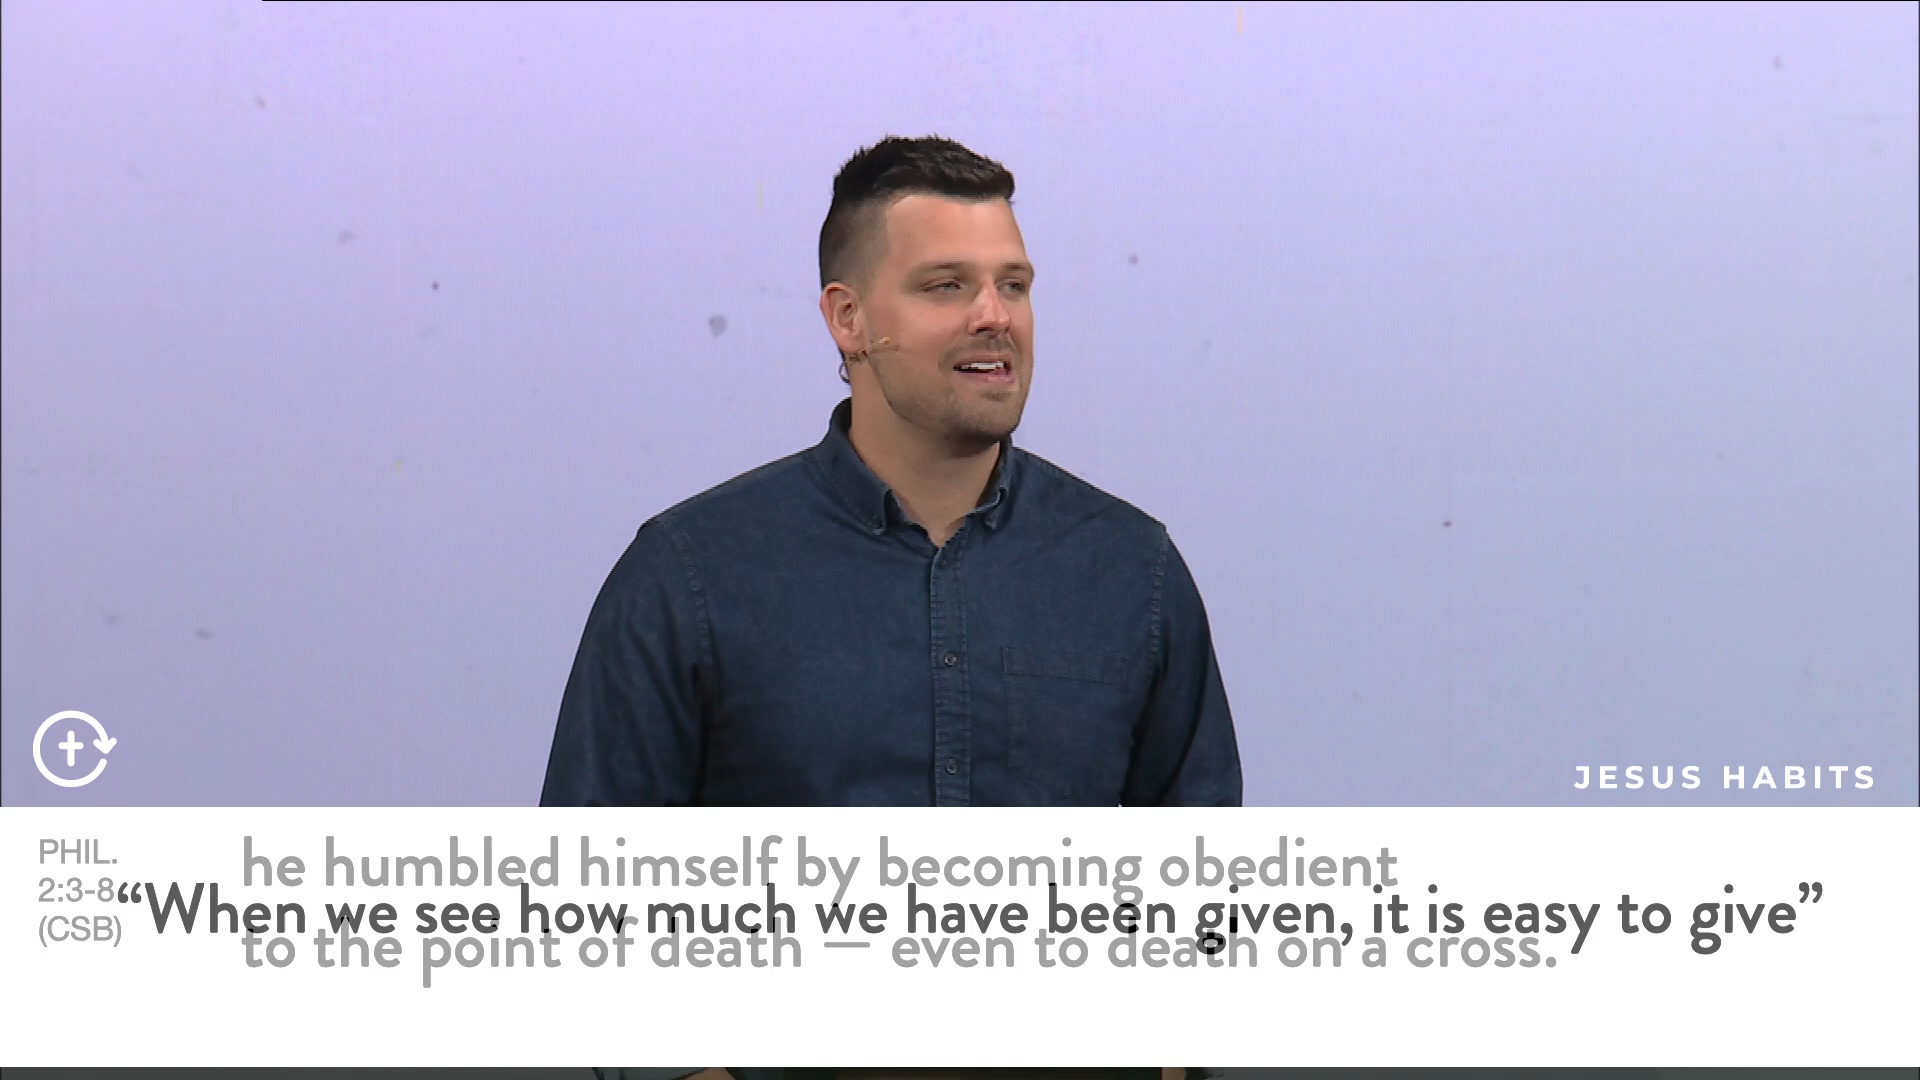 JESUS HABITS
PHIL.
2:3-8
(CSB)
he humbled himself by becoming obedient
“When we see how much we have been given, it is easy to give”
to the point of death — even to death on a cross.